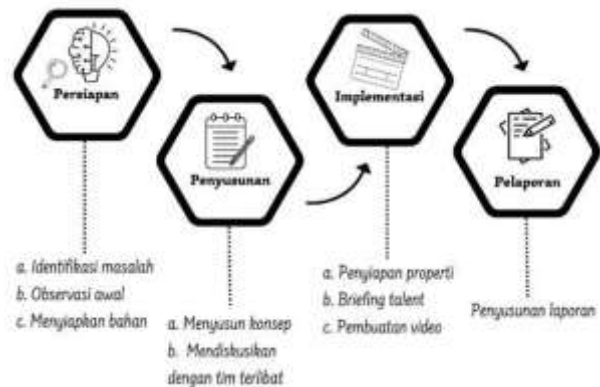 Persiapan
a. Identifikasi masalah
b. Observasi awal
c. Menyiapkan bahan
Penyusunan
a. Menyusun konsep
b. Mendiskusikan
dengan tim terlibat
Implementasi
a. Penyiapan properti
b. Briefing talent
c. Pembuatan video
Pelaporan
Penyusunan laporan